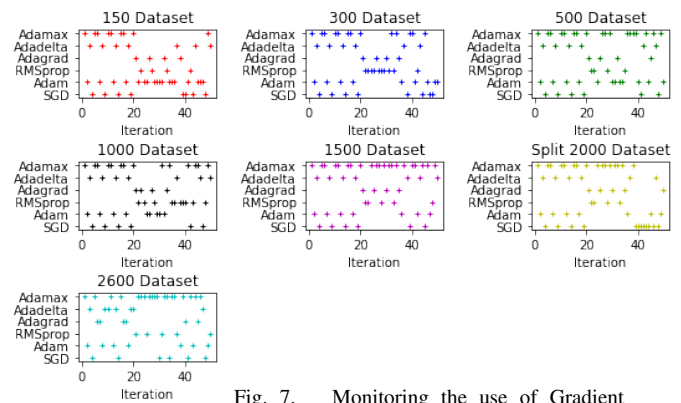 150 Dataset
Adamax
Adadelta
Adagrad
RMSprop
Adam
SGD
0 20 40
Iteration
300 Dataset
Adamax
Adadelta
Adagrad
RMSprop
Adam
SGD
0 20 40
Iteration
500 Dataset
Adamax
Adadelta
Adagrad
RMSprop
Adam
SGD
0 20 40
Iteration
1000 Dataset
Adamax
Adadelta
Adagrad
RMSprop
Adam
SGD
0 20 40
Iteration
1500 Dataset
Adamax
Adadelta
Adagrad
RMSprop
Adam
SGD
0 20 40
Iteration
Split 2000 Dataset
Adamax
Adadelta
Adagrad
RMSprop
Adam
SGD
0 20 40
Iteration
2600 Dataset
Adamax
Adadelta
Adagrad
RMSprop
Adam
SGD
0 20 40
Iteration
Fig. 7. Monitoring the use of Gradient